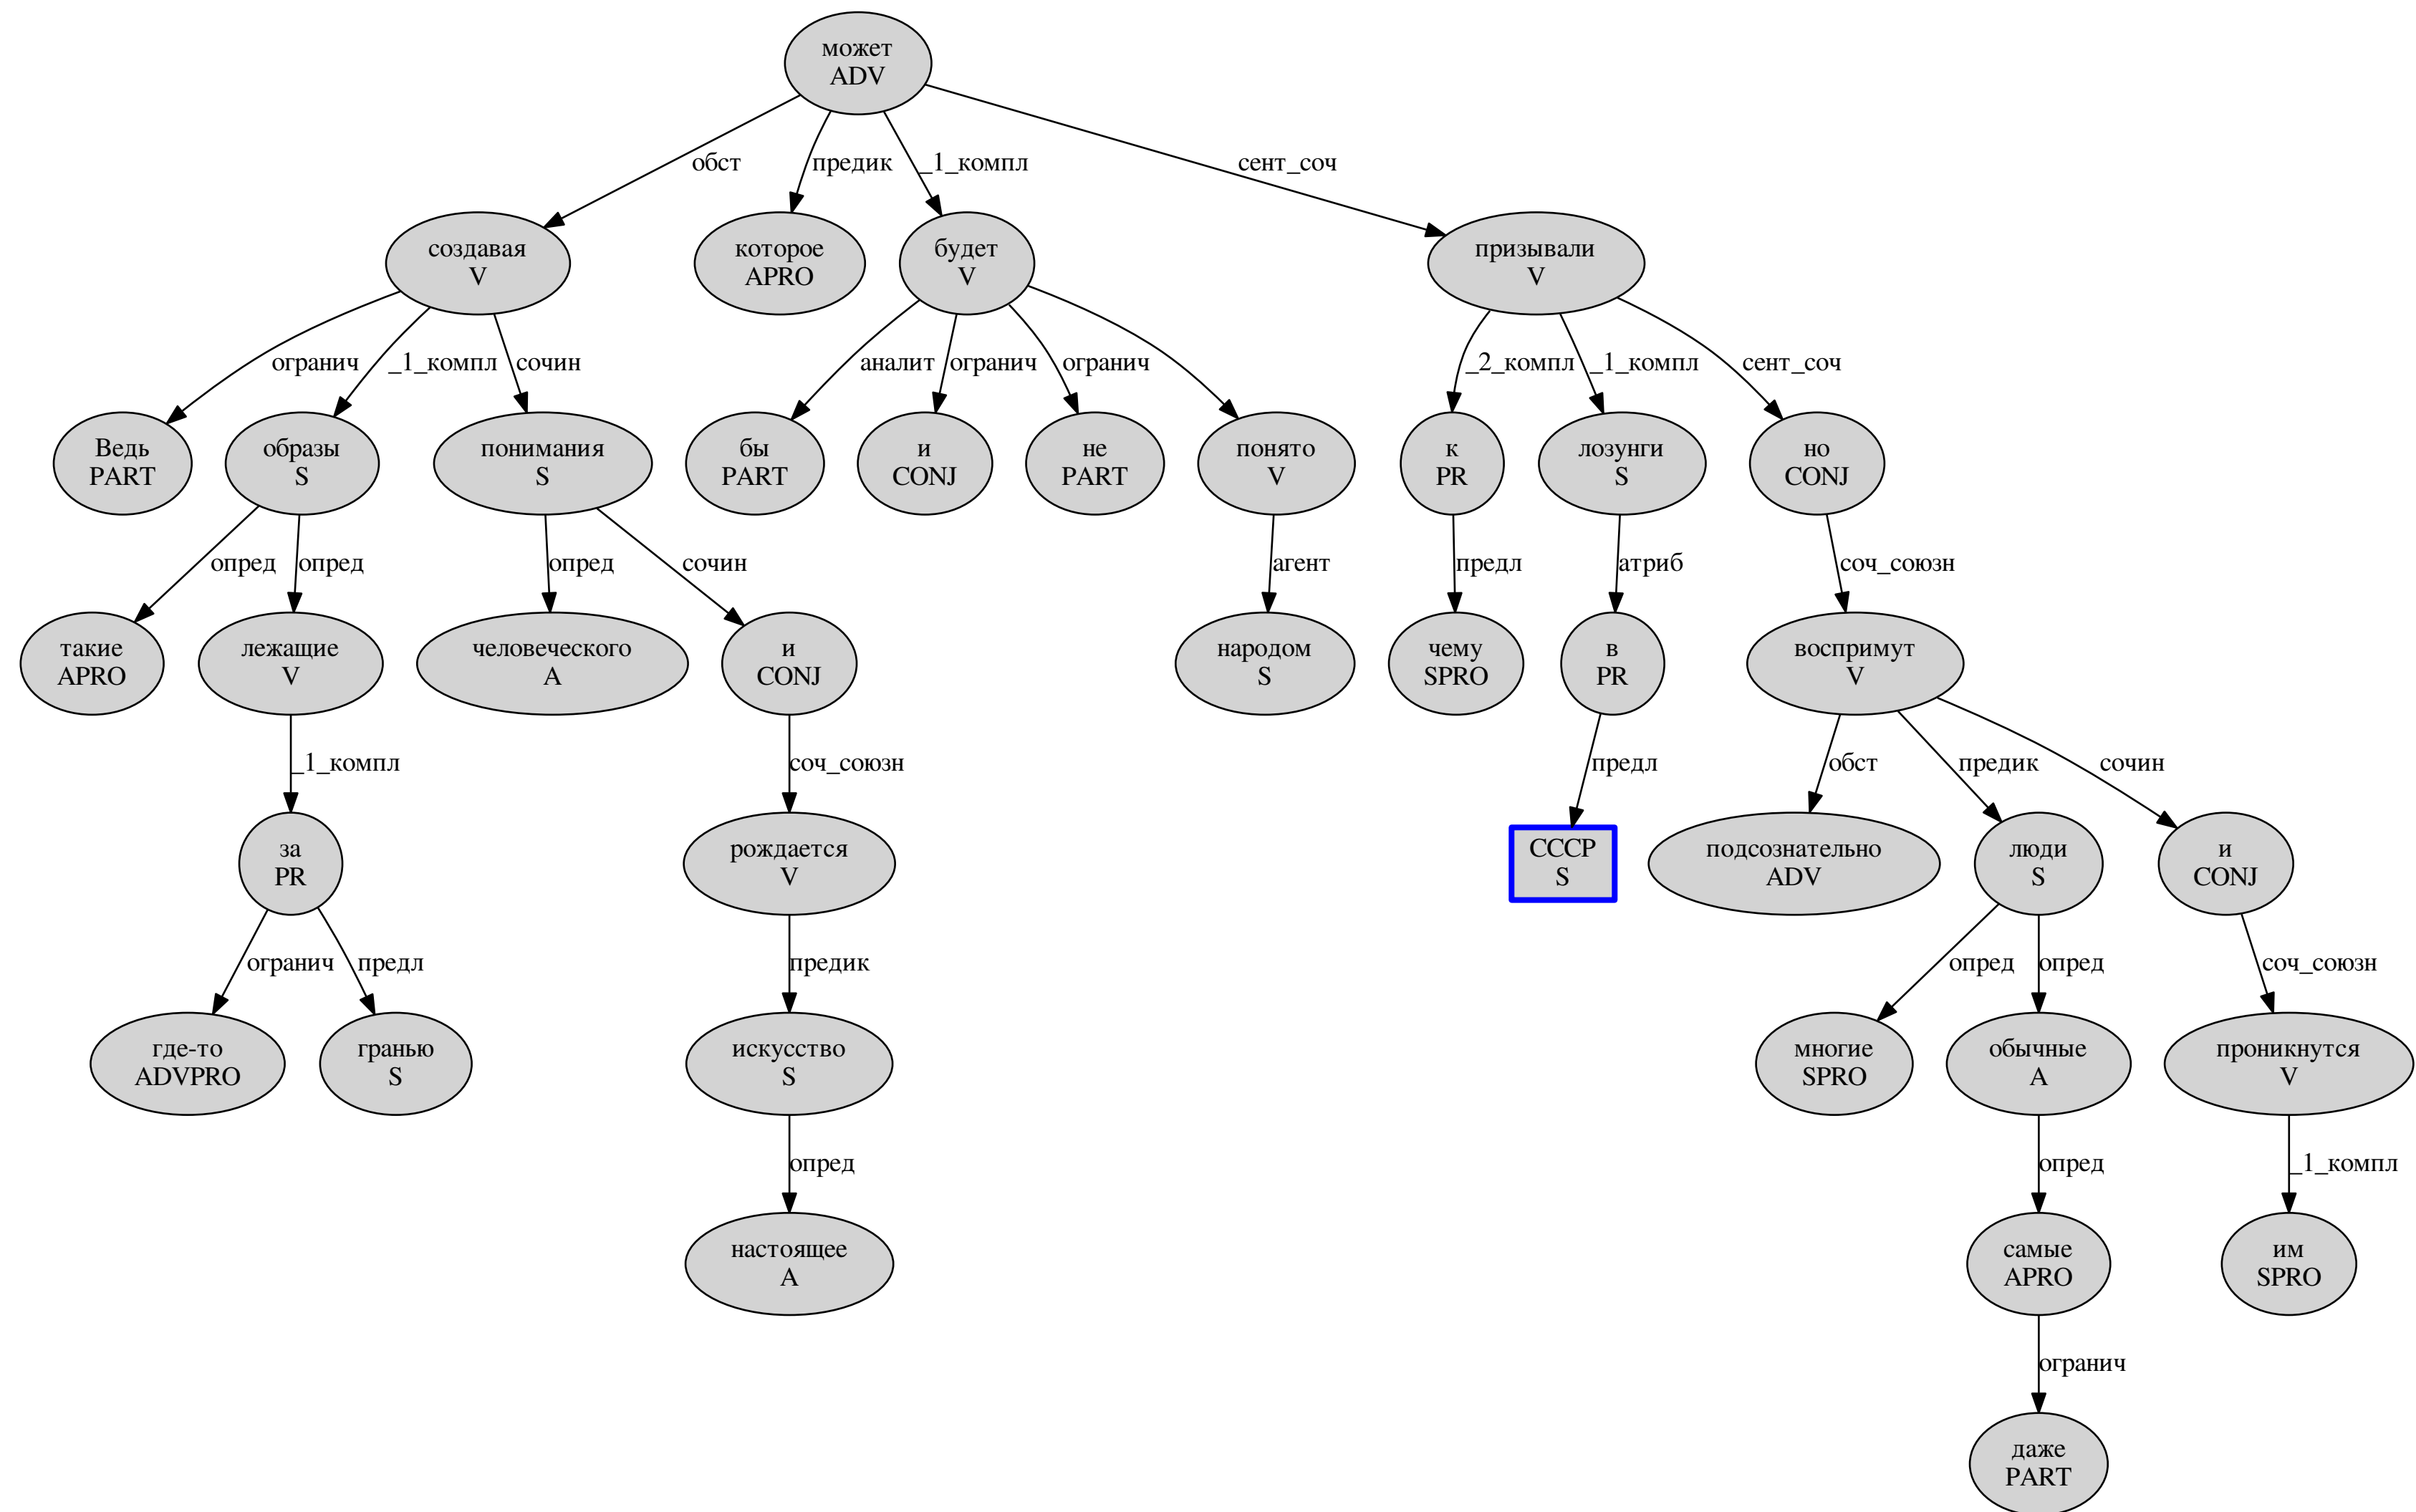 может
ADV
обст
предик
_1_компл
сент_соч
создавая
V
которое
APRO
будет
V
призывали
V
огранич
_1_компл
сочин
аналит
огранич
огранич
_2_компл
_1_компл
сент_соч
Ведь
PART
образы
S
понимания
S
бы
PART
и
CONJ
не
PART
понято
V
к
PR
лозунги
S
но
CONJ
опред
опред
опред
сочин
агент
предл
атриб
соч_союзн
такие
APRO
лежащие
V
человеческого
A
и
CONJ
народом
S
чему
SPRO
в
PR
воспримут
V
_1_компл
соч_союзн
предл
обст
предик
сочин
за
PR
рождается
V
СССР
S
подсознательно
ADV
люди
S
и
CONJ
огранич
предл
предик
опред
опред
соч_союзн
где-то
ADVPRO
гранью
S
искусство
S
многие
SPRO
обычные
A
проникнутся
V
опред
опред
_1_компл
настоящее
A
самые
APRO
им
SPRO
огранич
даже
PART